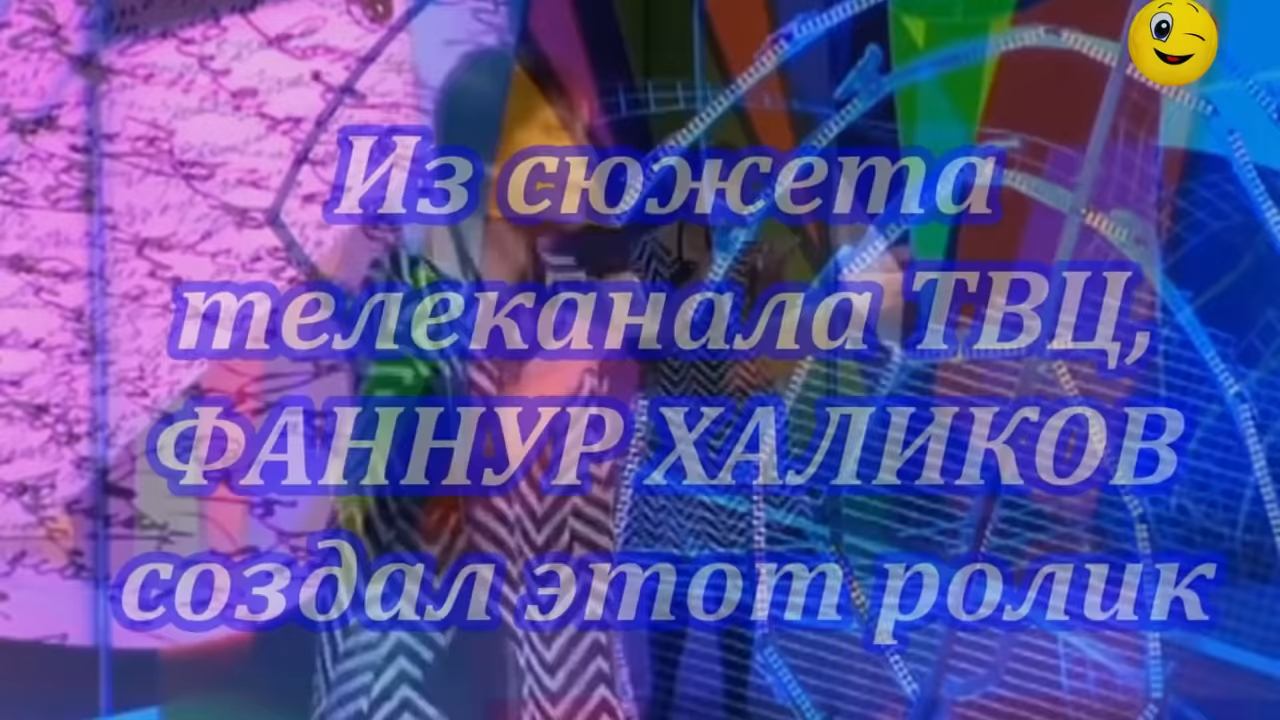 Из сюжета
телеканала ТВЦ,
ФАННУР ХАЛИКОВ
создал этот ролик